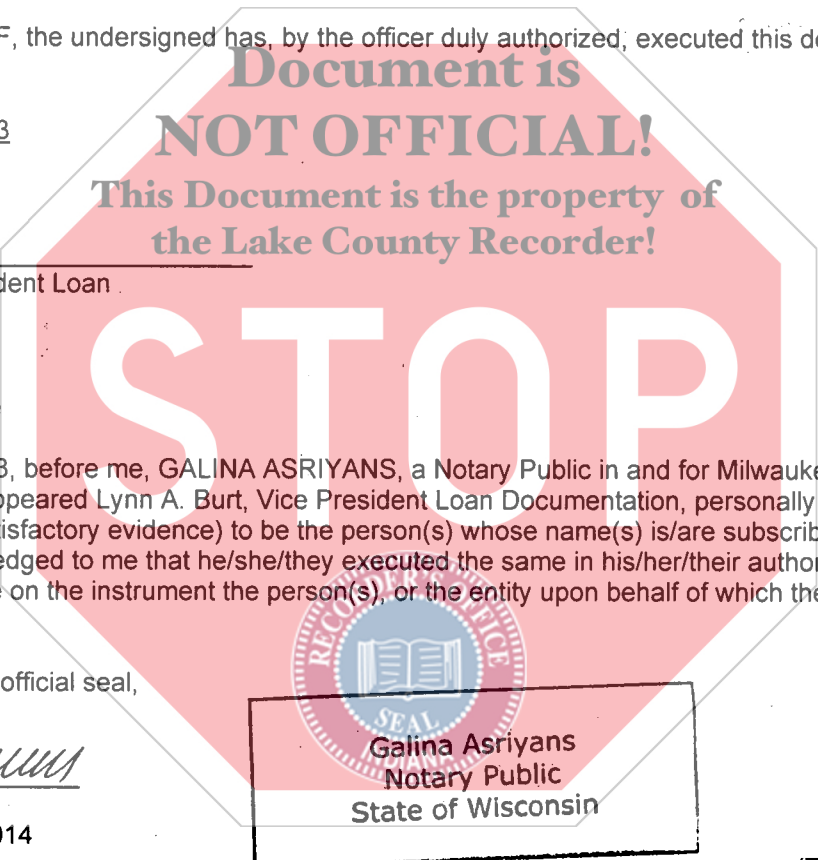 F, the undersigned has, by the officer duly authorized, executed this do
Document is
3
NOT OFFICIAL!
This Document is the property of
the Lake County Recorder!
dent Loan
STOP
3, before me, GALINA ASRIYANS, a Notary Public in and for Milwauke
ppeared Lynn A. Burt, Vice President Loan Documentation, personally
isfactory evidence) to be the person(s) whose name(s) is/are subscrib
edged to me that he/she/they executed the same in his/her/their author
e on the instrument the person(s), or the entity upon behalf of which the
RECORDER'S OFFICE
SEAL
INDIANA
official seal,
Galina Asriyans
Notary Public
State of Wisconsin
014